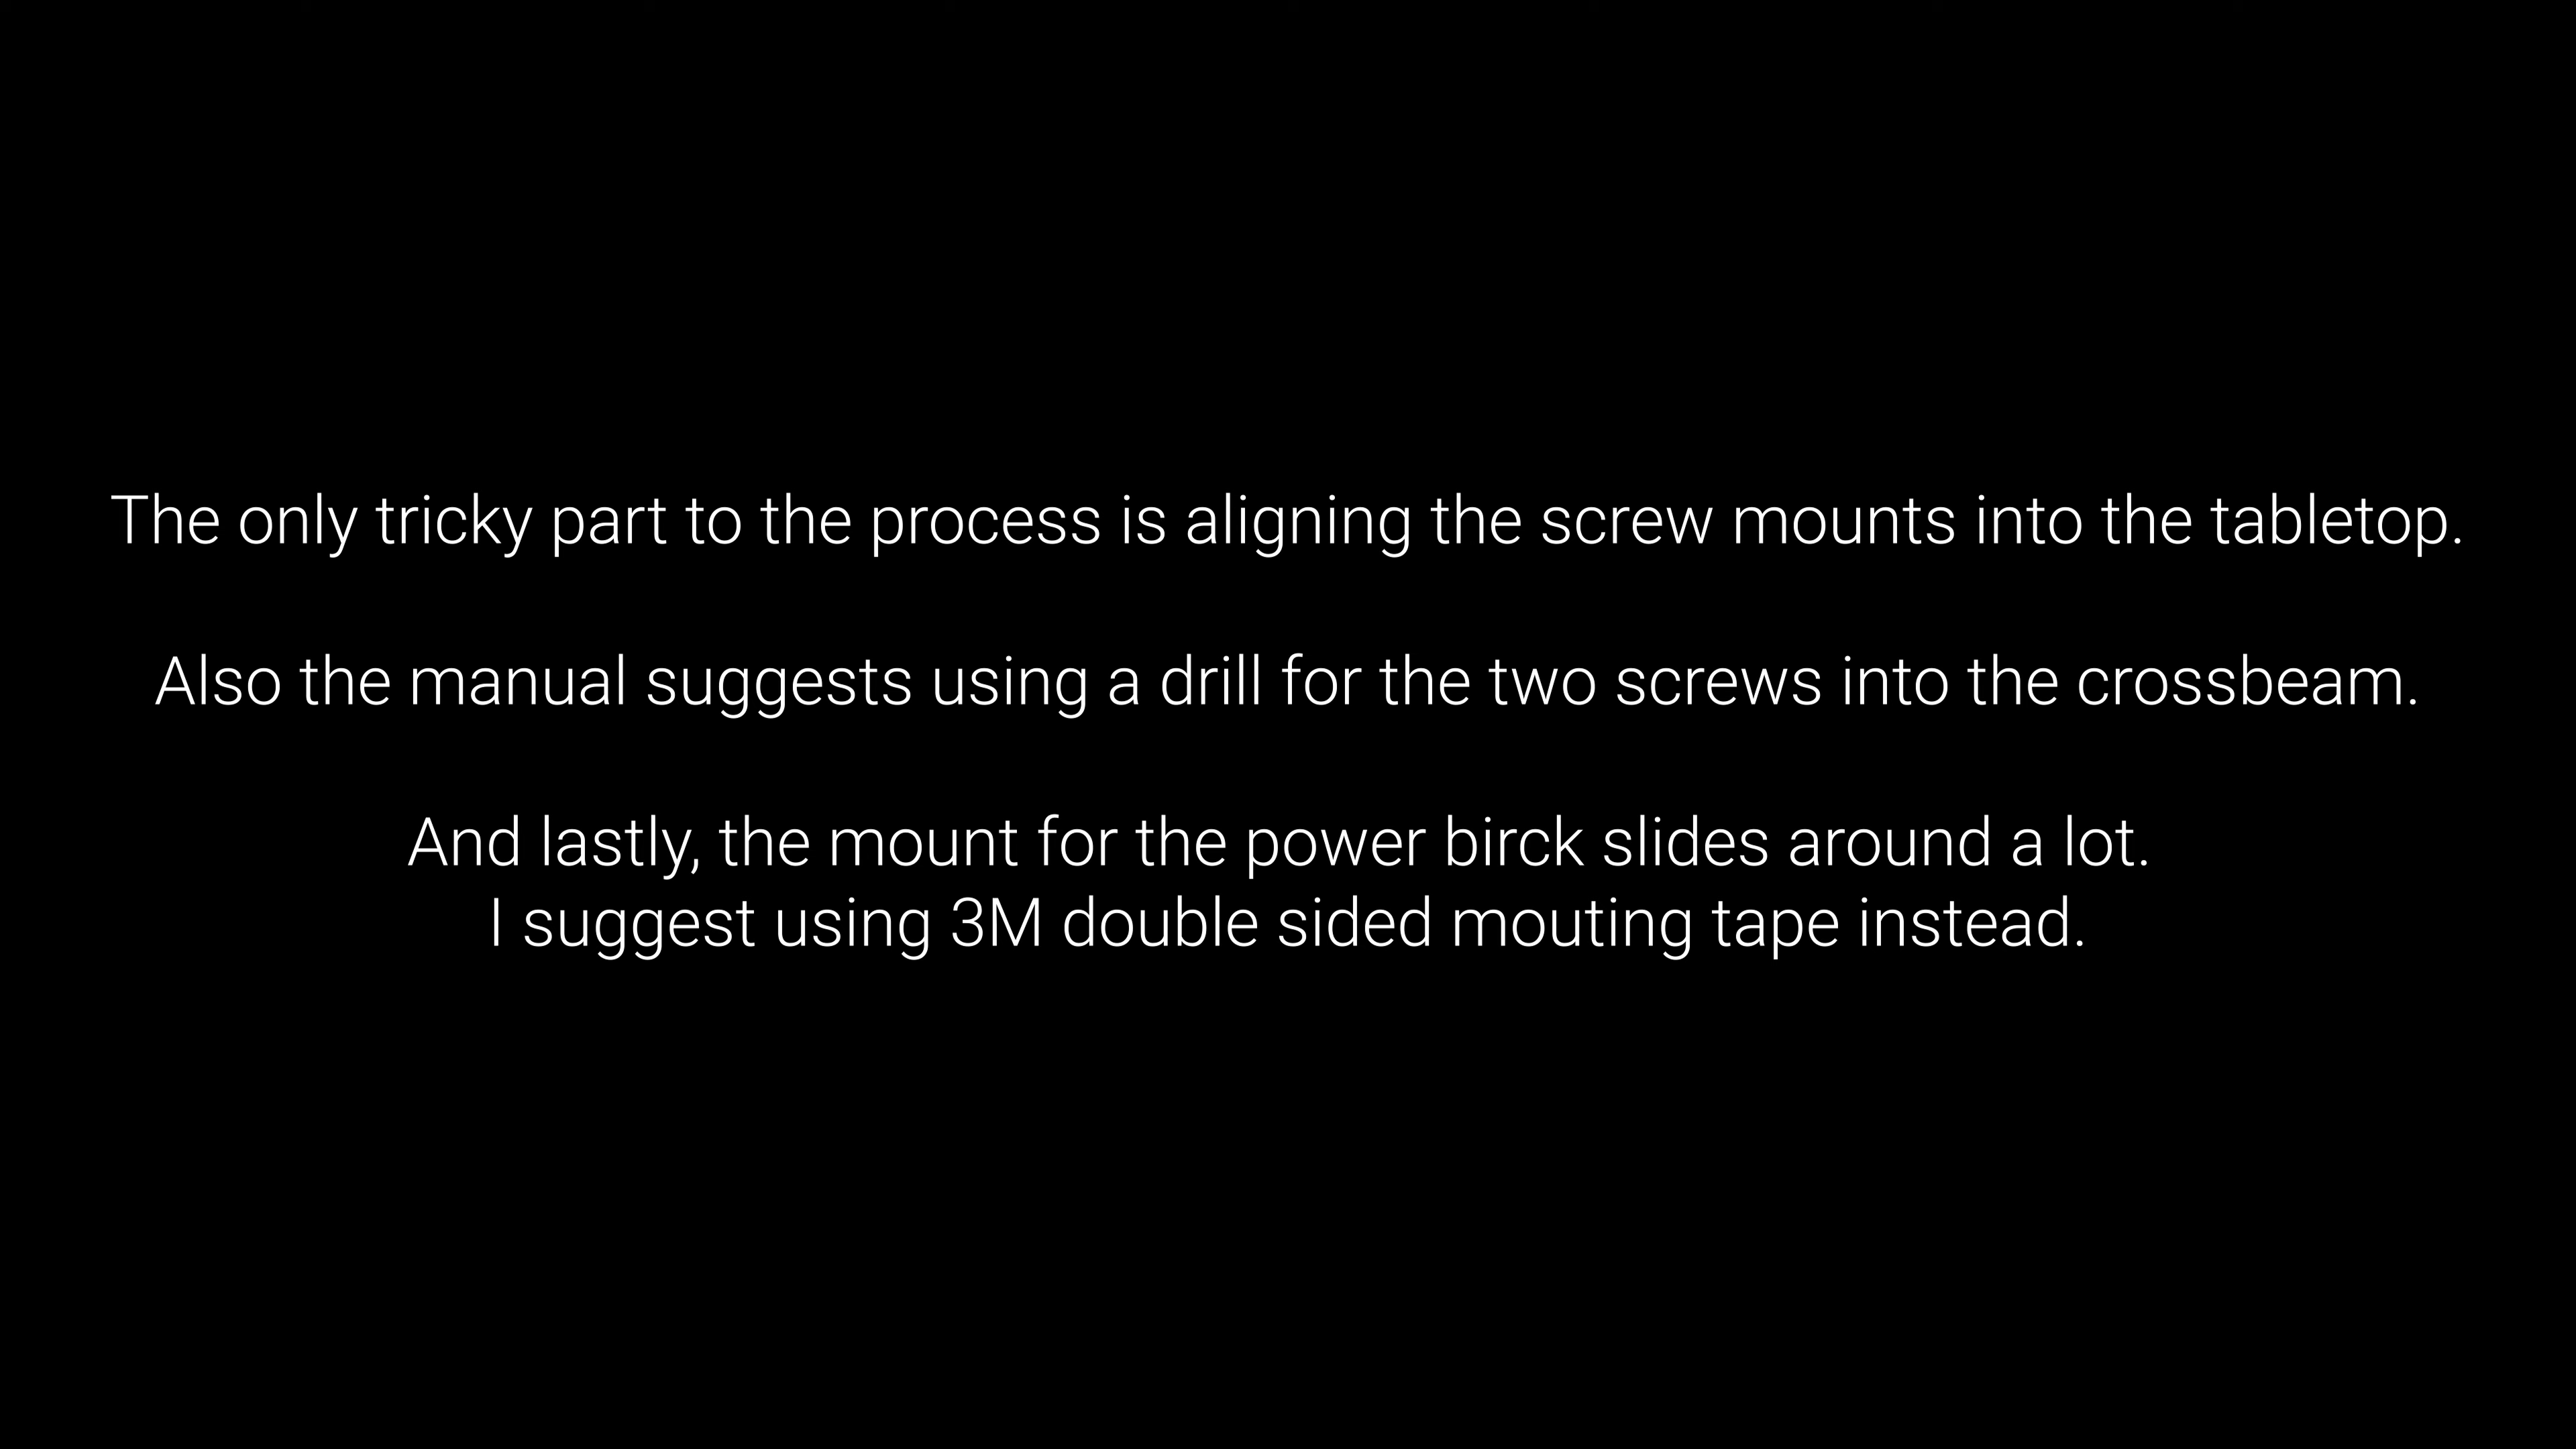 The only tricky part to the process is aligning the screw mounts into the tabletop.
Also the manual suggests using a drill for the two screws into the crossbeam.
And lastly, the mount for the power birck slides around a lot.
I suggest using 3M double sided mouting tape instead.